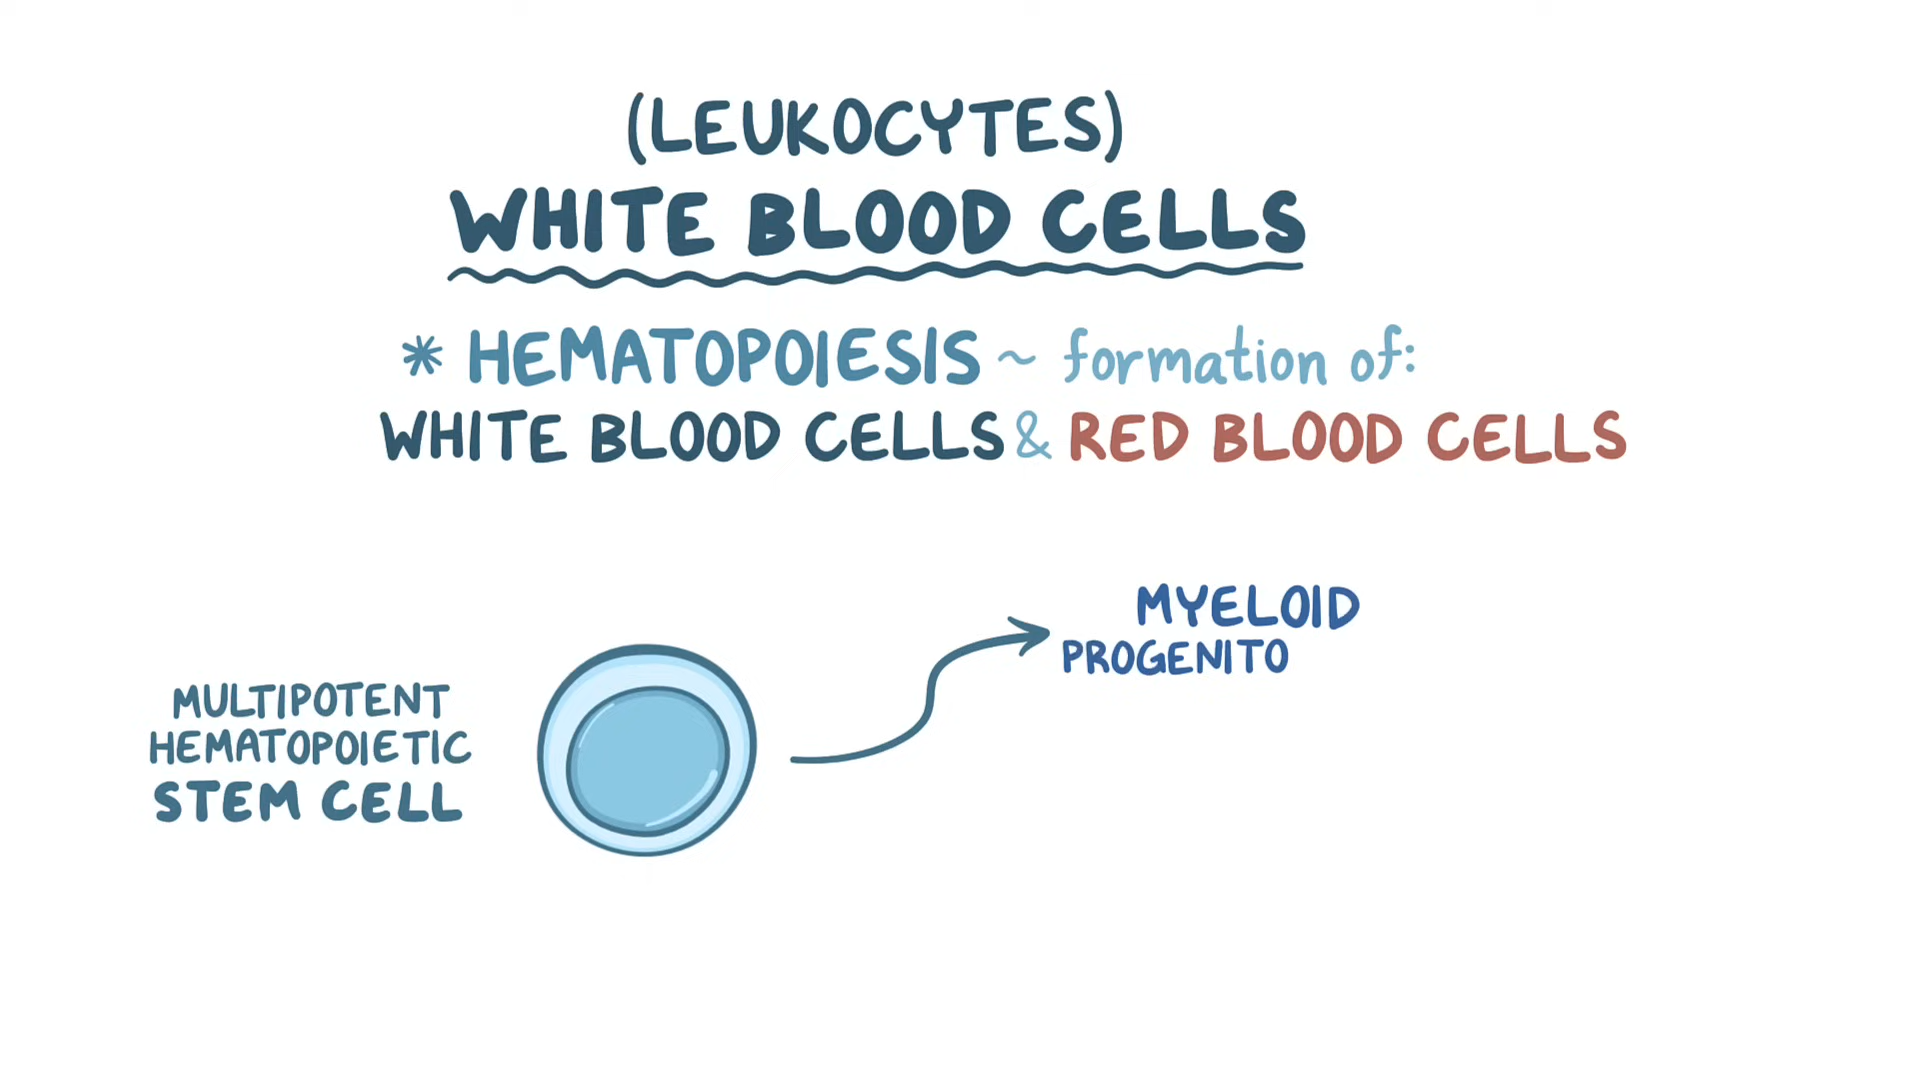 (LEUKOCYTES)
WHITE BLOOD CELLS
* HEMATOPOIESIS ~ formation of:
WHITE BLOOD CELLS & RED BLOOD CELLS
MULTIPOTENT
HEMATOPOIETIC
STEM CELL
MYELOID
PROGENITO